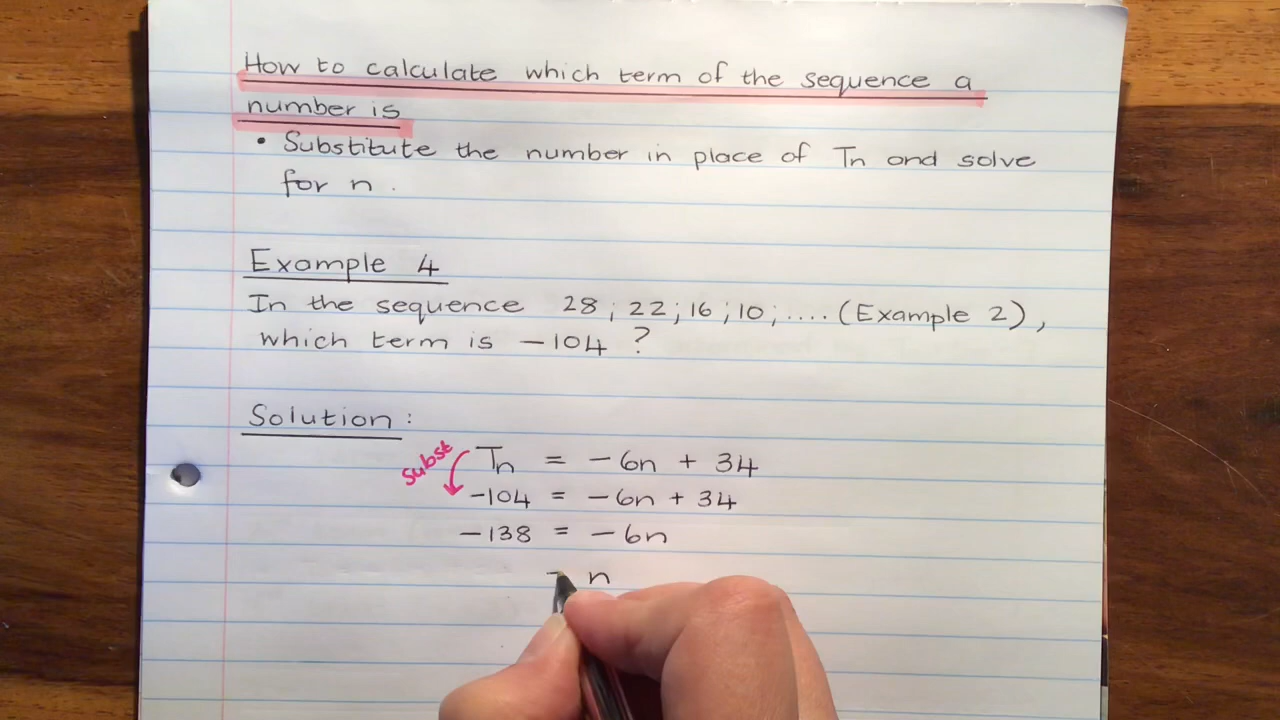 How to calculate which term of the sequence a
number is
• Substitute the number in place of Tn and solve
for n.
Example 4
In the sequence 28 ; 22 ; 16 ; 10 ; .... (Example 2),
which term is -104 ?
Solution :
Subst
Tn = -6n + 34
-104 = -6n + 34
-138 = -6n
n